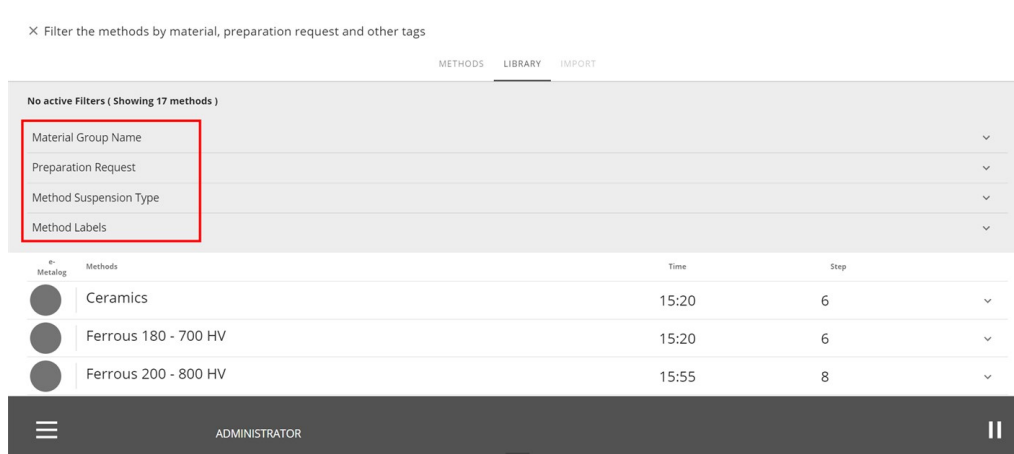 × Filter the methods by material, preparation request and other tags
METHODS LIBRARY IMPORT
No active Filters ( Showing 17 methods )
Material Group Name
Preparation Request
Method Suspension Type
Method Labels
e-
Metalog Methods Time Step
Ceramics 15:20 6
Ferrous 180 - 700 HV 15:20 6
Ferrous 200 - 800 HV 15:55 8
ADMINISTRATOR